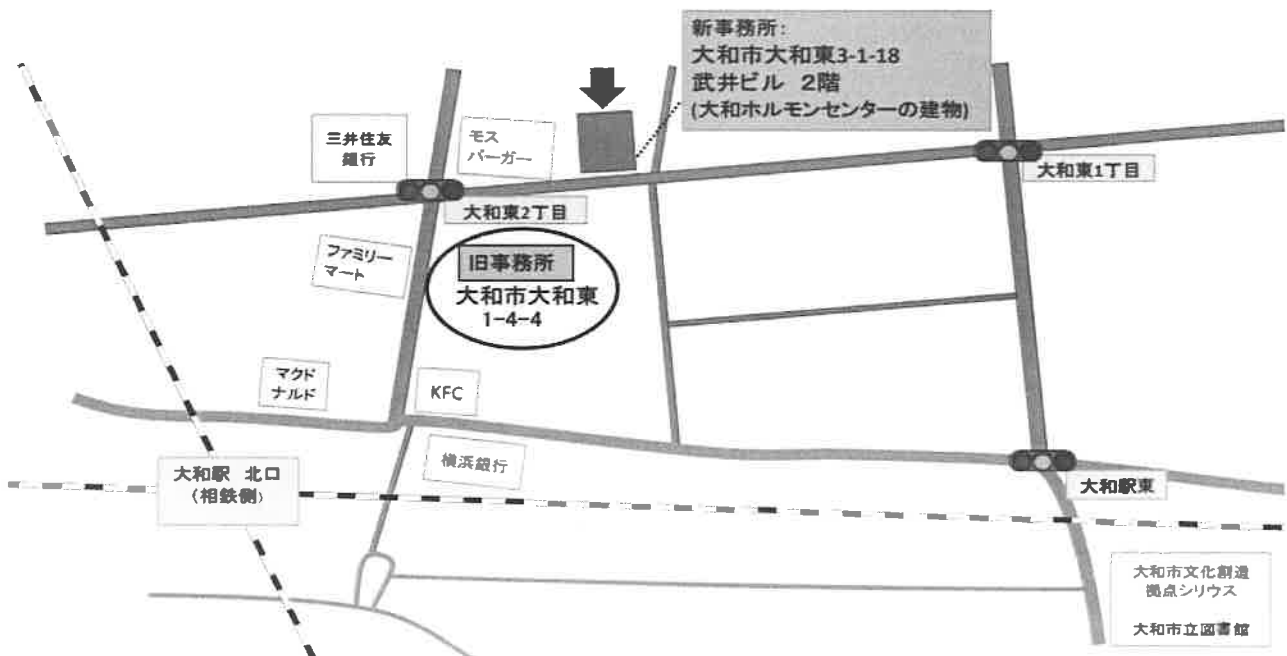 新事務所：
大和市大和東3-1-18
武井ビル 2階
(大和ホルモンセンターの建物)
三井住友
銀行
モス
バーガー
大和東1丁目
大和東2丁目
ファミリー
マート
旧事務所
大和市大和東
1-4-4
マクド
ナルド
KFC
横浜銀行
大和駅 北口
(相鉄側)
大和駅東
大和市文化創造
拠点シリウス
大和市立図書館